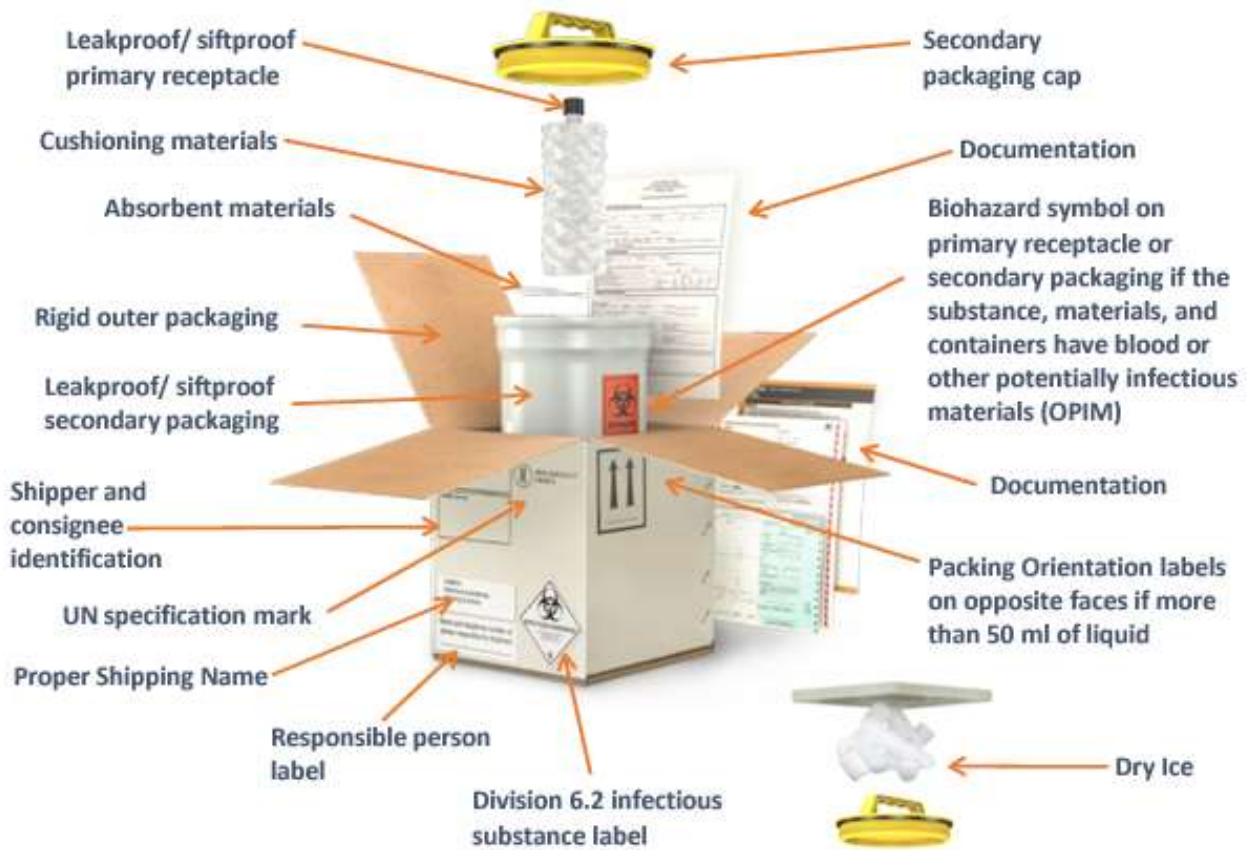 Leakproof/ siftproof
primary receptacle
Secondary
packaging cap
Cushioning materials
Documentation
Absorbent materials
Biohazard symbol on
primary receptacle or
secondary packaging if the
substance, materials, and
containers have blood or
other potentially infectious
materials (OPIM)
Rigid outer packaging
Leakproof/ siftproof
secondary packaging
Documentation
Shipper and
consignee
identification
Packing Orientation labels
on opposite faces if more
than 50 ml of liquid
UN specification mark
Proper Shipping Name
Responsible person
label
Division 6.2 infectious
substance label
Dry Ice